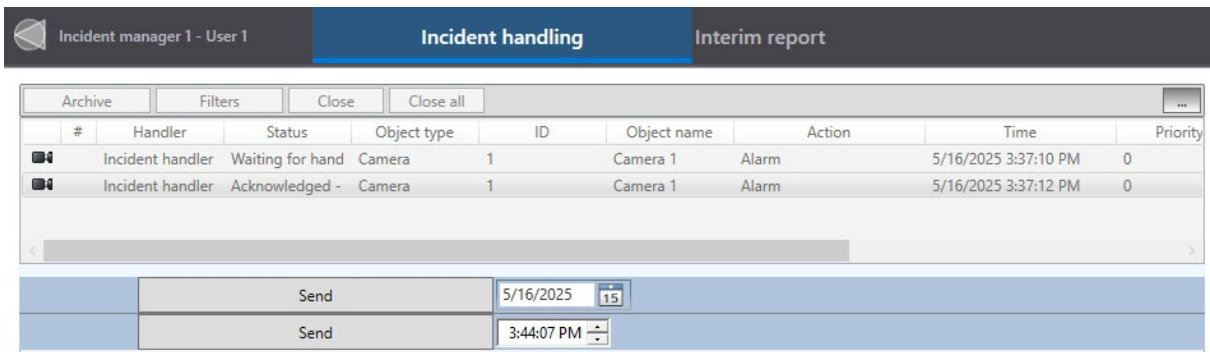 Incident manager 1 - User 1 Incident handling Interim report
Archive Filters Close Close all ...
# Handler Status Object type ID Object name Action Time Priority
Incident handler Waiting for hand Camera 1 Camera 1 Alarm 5/16/2025 3:37:10 PM 0
Incident handler Acknowledged - Camera 1 Camera 1 Alarm 5/16/2025 3:37:12 PM 0
Send 5/16/2025 15
Send 3:44:07 PM